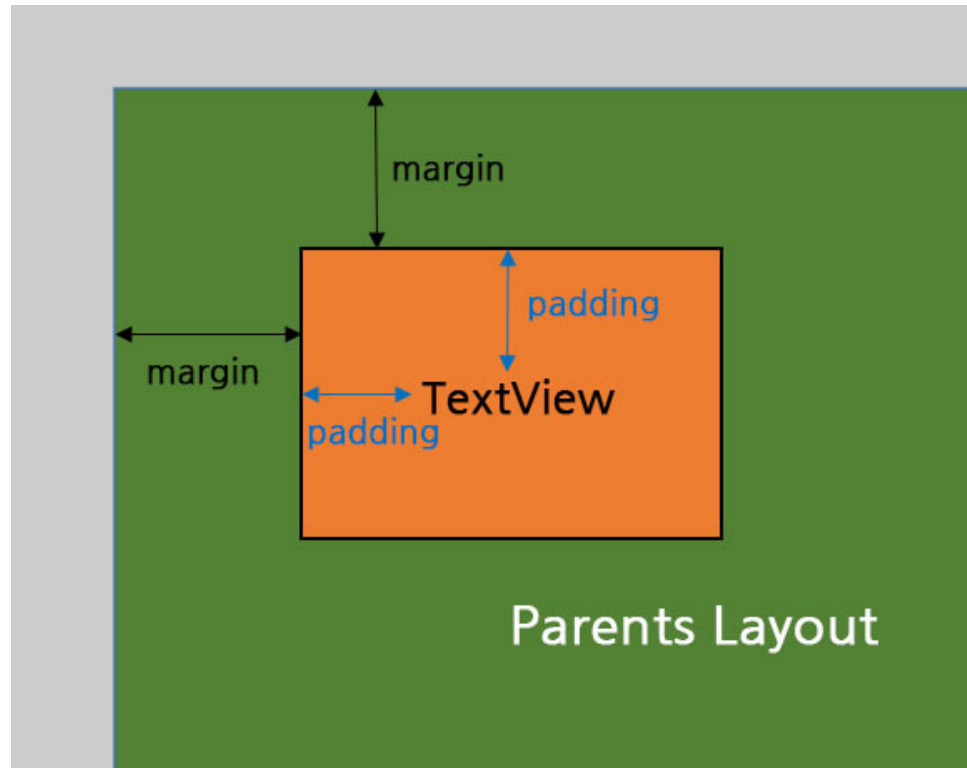 margin
padding
margin
TextView
padding
Parents Layout